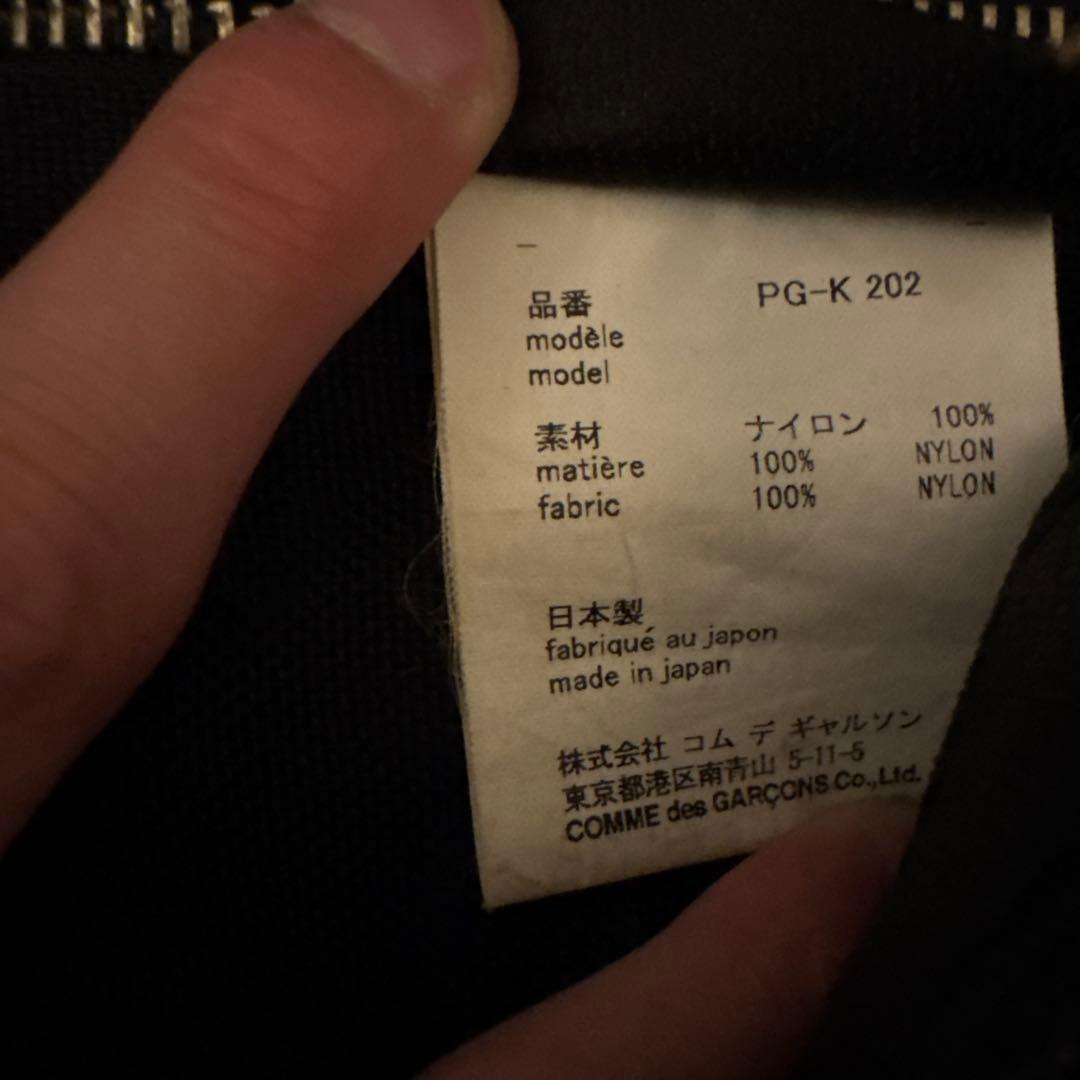 品番 PG-K 202
modèle
model
素材 ナイロン 100%
matière 100% NYLON
fabric 100% NYLON
日本製
fabriqué au japon
made in japan
株式会社 コム デ ギャルソン
東京都港区南青山 5-11-5
COMME des GARÇONS Co.,Ltd.